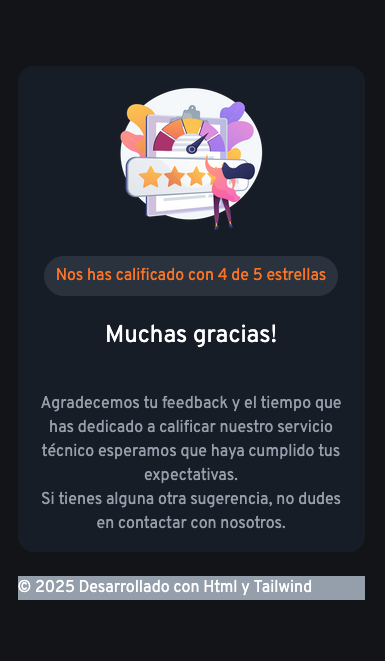 Nos has calificado con 4 de 5 estrellas
Muchas gracias!
Agradecemos tu feedback y el tiempo que
has dedicado a calificar nuestro servicio
técnico esperamos que haya cumplido tus
expectativas.
Si tienes alguna otra sugerencia, no dudes
en contactar con nosotros.
© 2025 Desarrollado con Html y Tailwind